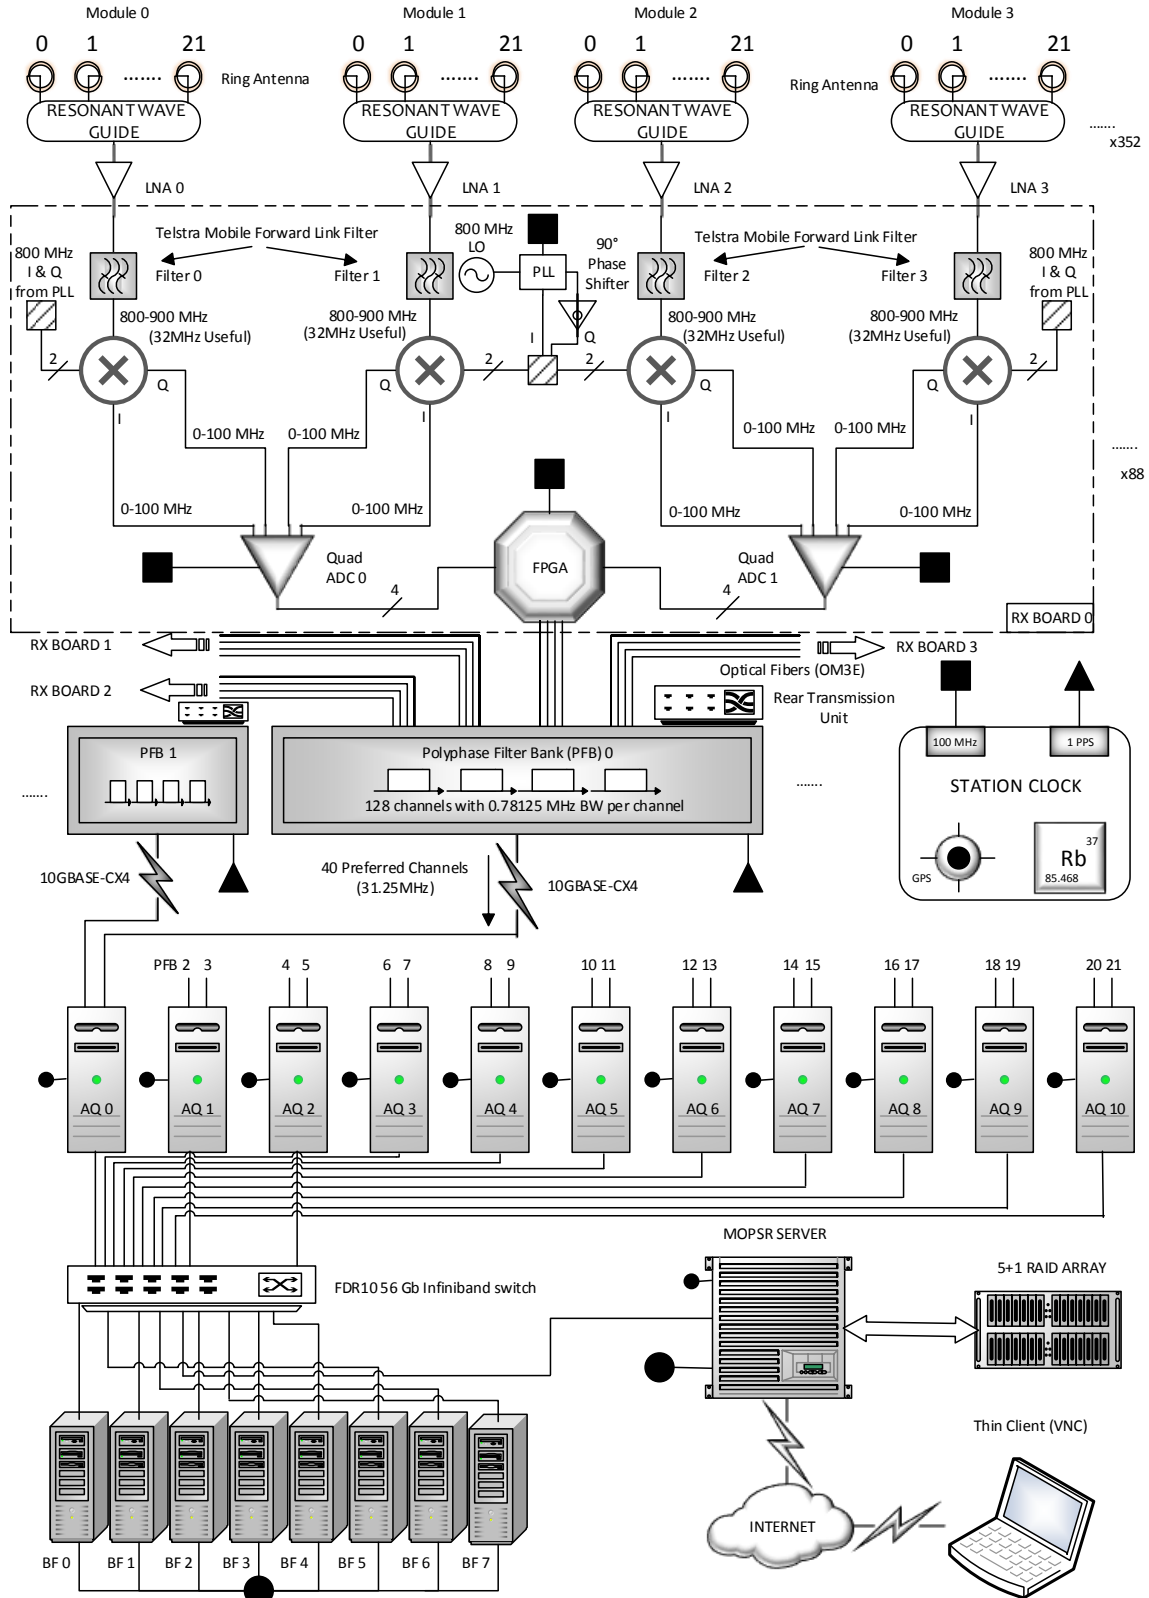 Module 0
Module 1
Module 2
Module 3
0 1 ....... 21
0 1 ....... 21
0 1 ....... 21
0 1 ....... 21
Ring Antenna
Ring Antenna
RESONANT WAVE
GUIDE
RESONANT WAVE
GUIDE
RESONANT WAVE
GUIDE
RESONANT WAVE
GUIDE
.......
x352
LNA 0
LNA 1
LNA 2
LNA 3
800 MHz
I & Q
from PLL
Telstra Mobile Forward Link Filter
Filter 0
Filter 1
800 MHz
LO
PLL
90°
Phase
Shifter
Telstra Mobile Forward Link Filter
Filter 2
Filter 3
800 MHz
I & Q
from PLL
800-900 MHz
(32MHz Useful)
800-900 MHz
(32MHz Useful)
I
Q
800-900 MHz
(32MHz Useful)
800-900 MHz
(32MHz Useful)
2
2
2
2
Q
Q
Q
Q
I
I
I
I
0-100 MHz
0-100 MHz
0-100 MHz
0-100 MHz
.......
x88
0-100 MHz
0-100 MHz
0-100 MHz
0-100 MHz
Quad
ADC 0
FPGA
Quad
ADC 1
4
4
RX BOARD 0
RX BOARD 1
RX BOARD 3
RX BOARD 2
Optical Fibers (OM3E)
Rear Transmission
Unit
PFB 1
Polyphase Filter Bank (PFB) 0
128 channels with 0.78125 MHz BW per channel
.......
.......
100 MHz
1 PPS
STATION CLOCK
GPS
37
Rb
85.468
10GBASE-CX4
40 Preferred Channels
(31.25MHz)
10GBASE-CX4
PFB 2 3
4 5
6 7
8 9
10 11
12 13
14 15
16 17
18 19
20 21
AQ 0
AQ 1
AQ 2
AQ 3
AQ 4
AQ 5
AQ 6
AQ 7
AQ 8
AQ 9
AQ 10
MOPSR SERVER
5+1 RAID ARRAY
FDR10 56 Gb Infiniband switch
Thin Client (VNC)
INTERNET
BF 0
BF 1
BF 2
BF 3
BF 4
BF 5
BF 6
BF 7